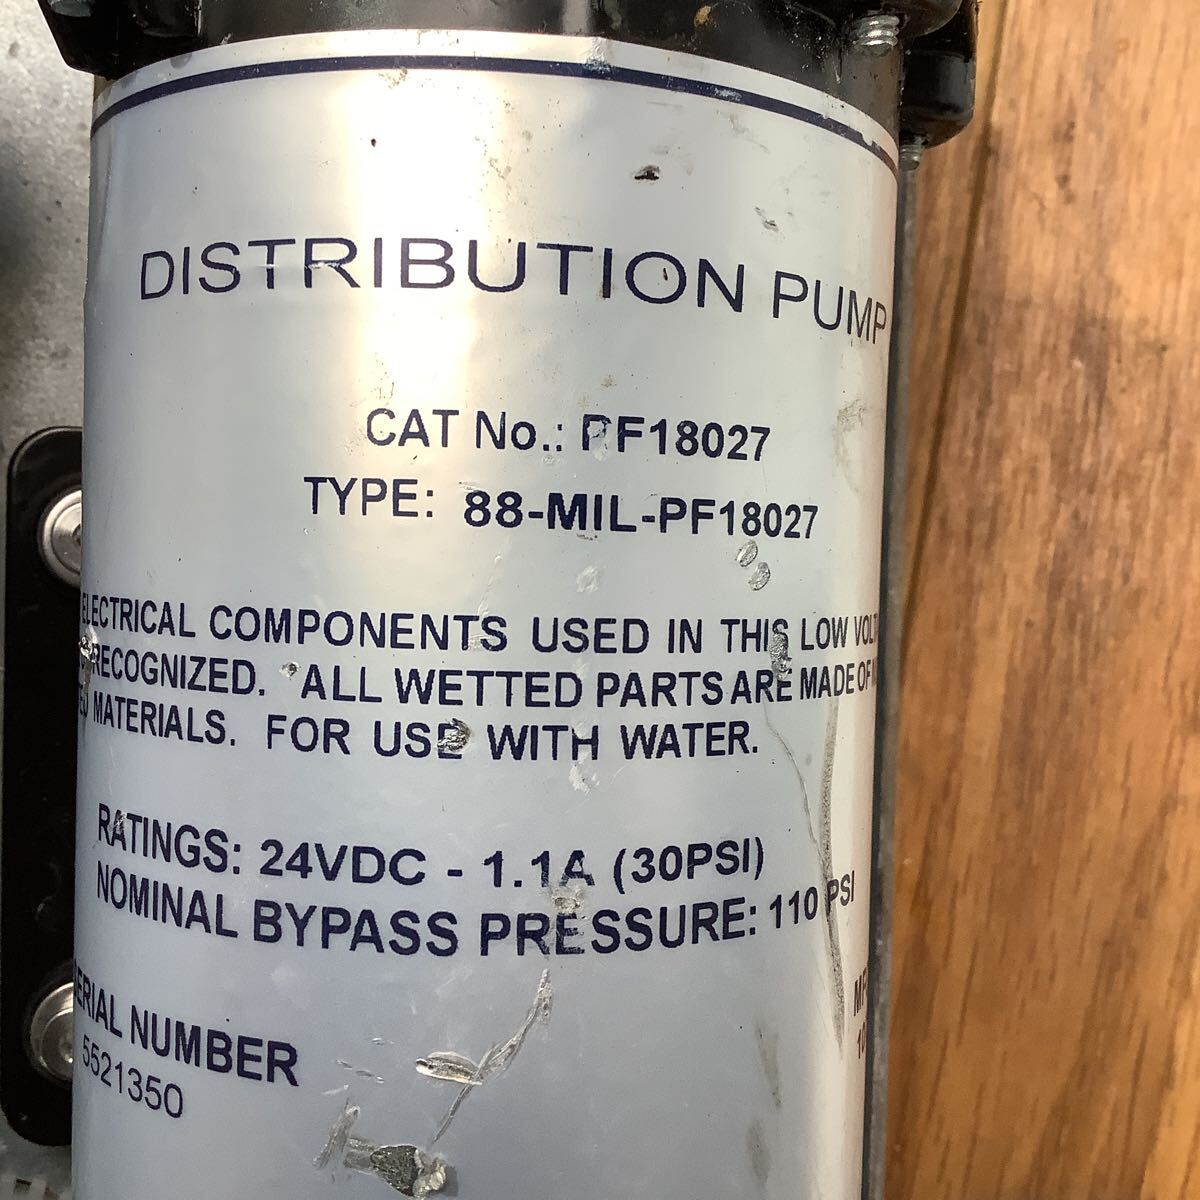 DISTRIBUTION PUMP
CAT No.: PF18027
TYPE: 88-MIL-PF18027
ELECTRICAL COMPONENTS USED IN THIS LOW
RECOGNIZED. ALL WETTED PARTS ARE MADE OF
MATERIALS. FOR USE WITH WATER.
RATINGS: 24VDC - 1.1A (30PSI)
NOMINAL BYPASS PRESSURE: 110 PSI
SERIAL NUMBER
5521350